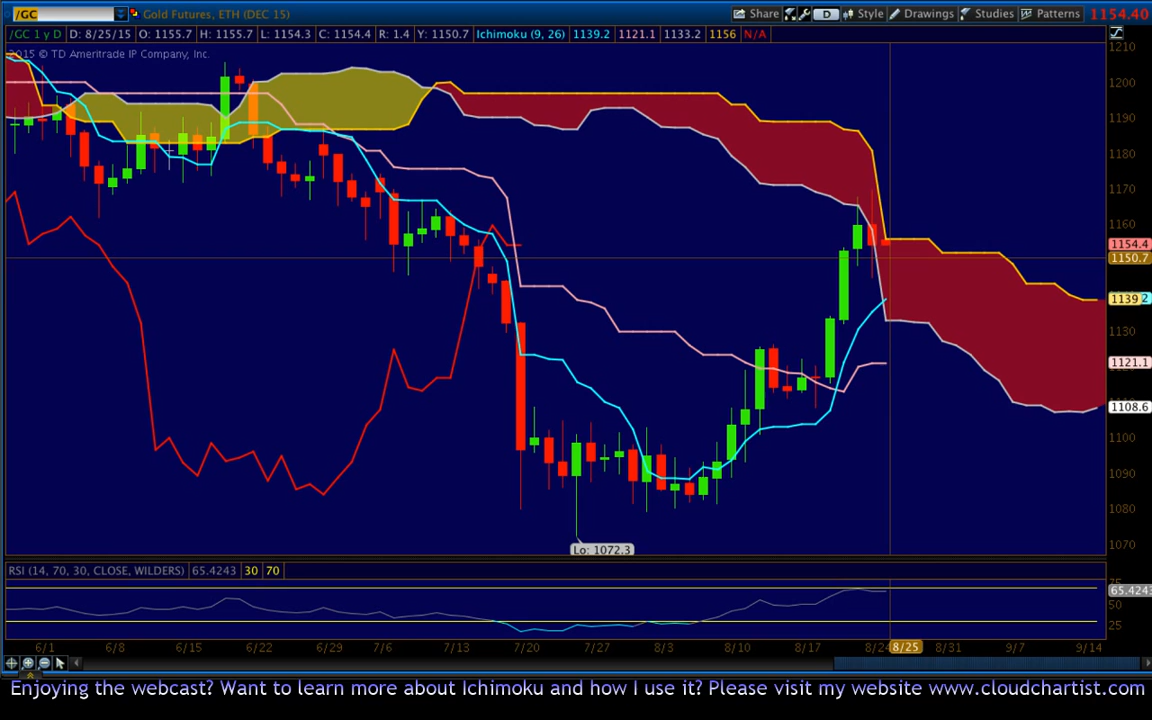 /GC Gold Futures, ETH (DEC 15) Share D Style Drawings Studies Patterns 1154.40
/GC 1 y D D: 8/25/15 O: 1155.7 H: 1155.7 L: 1154.3 C: 1154.4 R: 1.4 Y: 1150.7 Ichimoku (9, 26) 1139.2 1121.1 1133.2 1156 N/A
2015 © TD Ameritrade IP Company, Inc.
1210
1200
1190
1180
1170
1160
1154.4
1150.7
1139.2
1130
1121.1
1108.6
1100
1090
1080
1070
Lo: 1072.3
RSI (14, 70, 30, CLOSE, WILDERS) 65.4243 30 70
75
65.4243
50
25
6/1 6/8 6/15 6/22 6/29 7/6 7/13 7/20 7/27 8/3 8/10 8/17 8/24 8/25 8/31 9/7 9/14
Enjoying the webcast? Want to learn more about Ichimoku and how I use it? Please visit my website www.cloudchartist.com